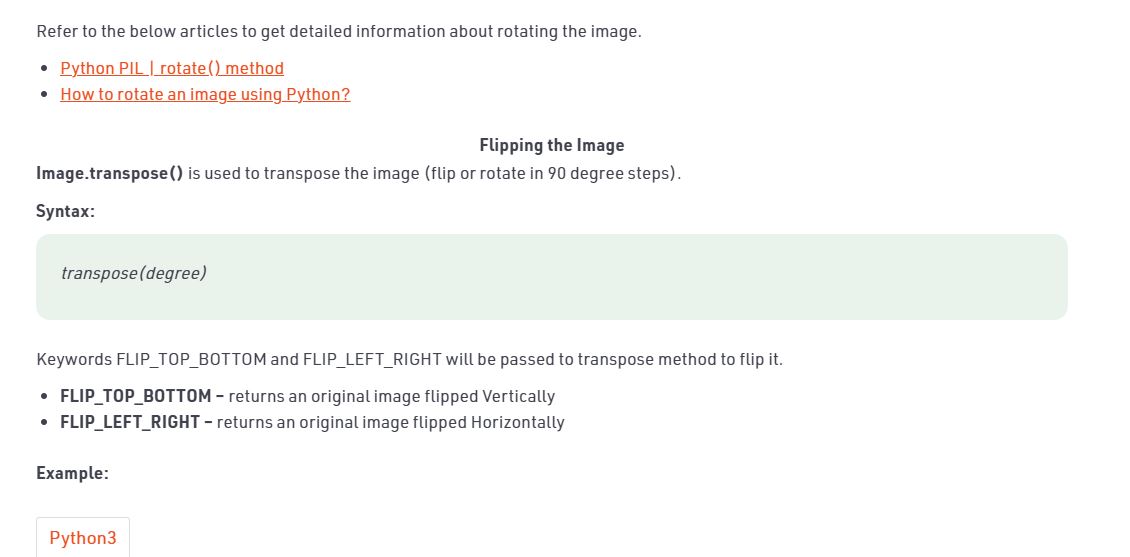 Refer to the below articles to get detailed information about rotating the image.
• Python PIL | rotate() method
• How to rotate an image using Python?
Flipping the Image
Image.transpose() is used to transpose the image (flip or rotate in 90 degree steps).
Syntax:
transpose(degree)
Keywords FLIP_TOP_BOTTOM and FLIP_LEFT_RIGHT will be passed to transpose method to flip it.
• FLIP_TOP_BOTTOM – returns an original image flipped Vertically
• FLIP_LEFT_RIGHT – returns an original image flipped Horizontally
Example:
Python3